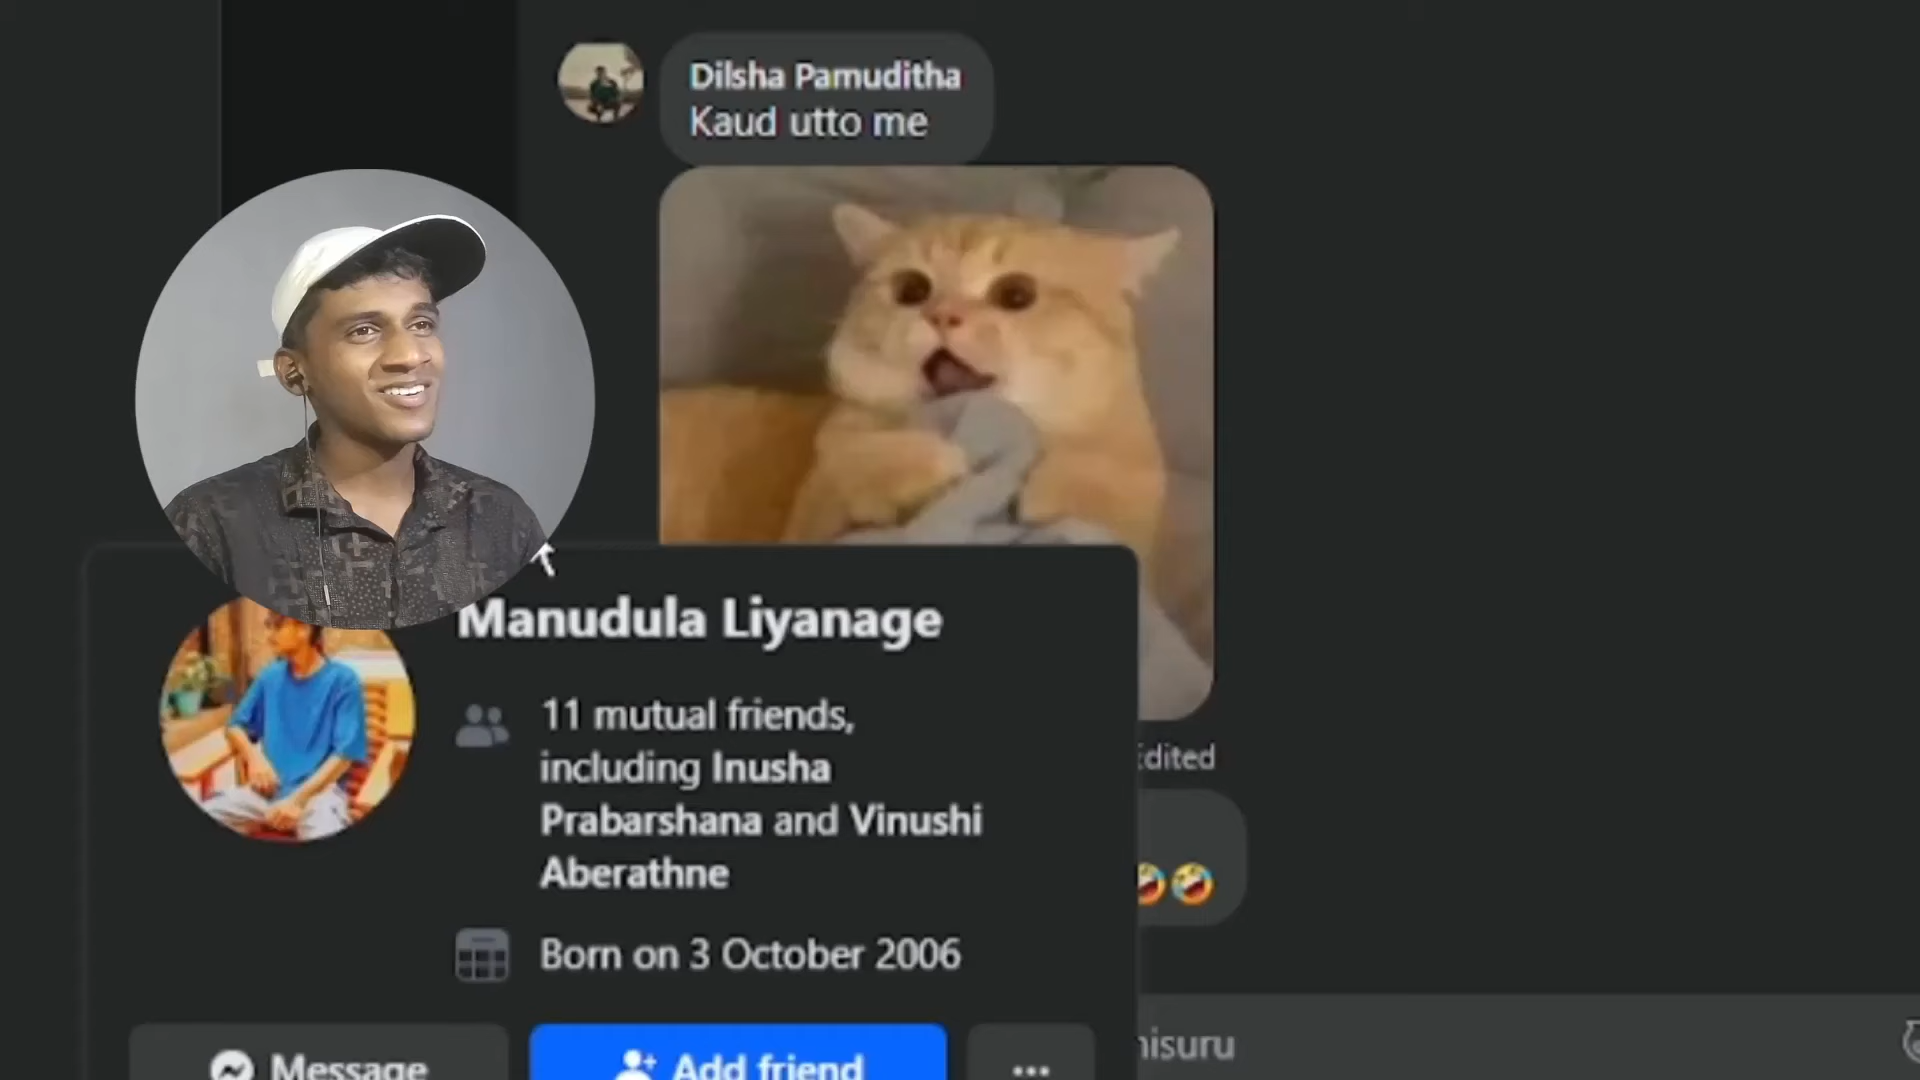 Dilsha Pamuditha
Kaud utto me
Manudula Liyanage
11 mutual friends,
including Inusha
Prabarshana and Vinushi
Aberathne
Edited
Born on 3 October 2006
Message
Add friend